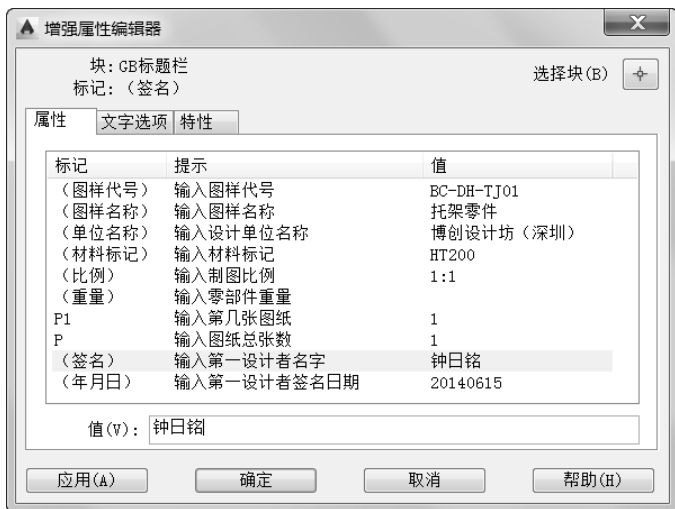 增强属性编辑器
块: GB标题栏
标记: (签名)
选择块(B)
属性 文字选项 特性
标记 提示 值
(图样代号) 输入图样代号 BC-DH-TJ01
(图样名称) 输入图样名称 托架零件
(单位名称) 输入设计单位名称 博创设计坊(深圳)
(材料标记) 输入材料标记 HT200
(比例) 输入制图比例 1:1
(重量) 输入零部件重量
P1 输入第几张图纸 1
P 输入图纸总张数 1
(签名) 输入第一设计者名字 钟日铭
(年月日) 输入第一设计者签名日期 20140615
值(V): 钟日铭
应用(A) 确定 取消 帮助(H)